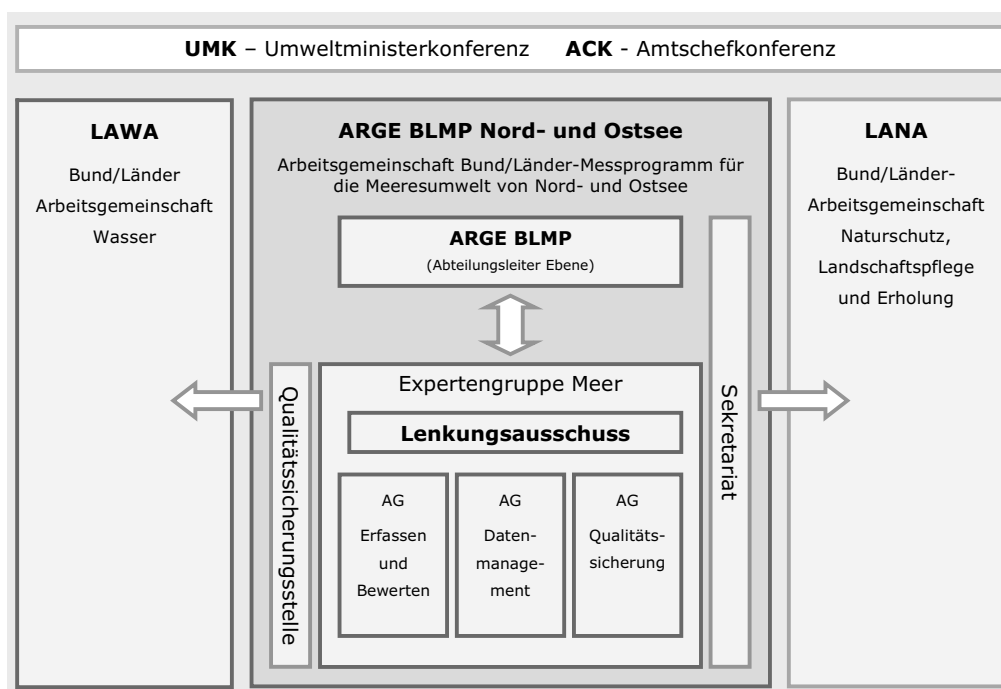 UMK – Umweltministerkonferenz ACK - Amtschefkonferenz
LAWA
Bund/Länder
Arbeitsgemeinschaft
Wasser
ARGE BLMP Nord- und Ostsee
Arbeitsgemeinschaft Bund/Länder-Messprogramm für
die Meeresumwelt von Nord- und Ostsee
ARGE BLMP
(Abteilungsleiter Ebene)
Qualitätssicherungsstelle
Expertengruppe Meer
Lenkungsausschuss
AG
Erfassen
und
Bewerten
AG
Daten-
manage-
ment
AG
Qualitäts-
sicherung
Sekretariat
LANA
Bund/Länder-
Arbeitsgemeinschaft
Naturschutz,
Landschaftspflege
und Erholung